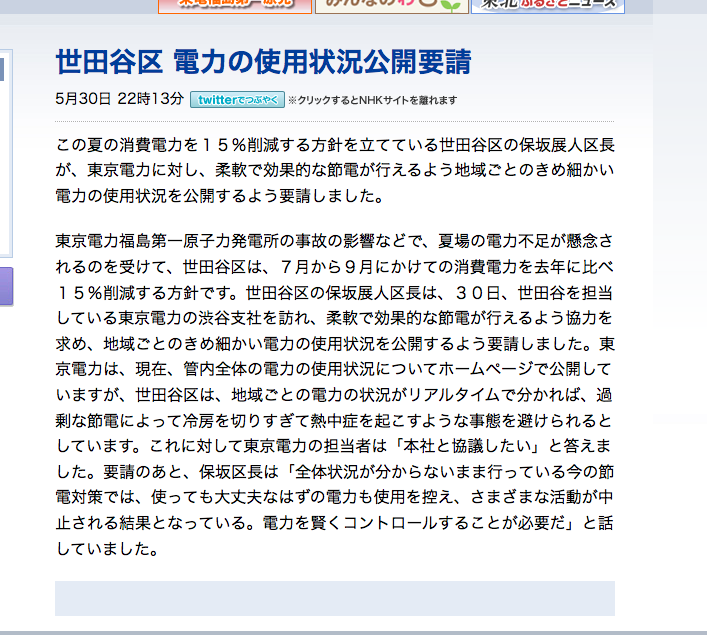 東電福島第一原発
みんなのわ
東北ふるさとニュース
世田谷区 電力の使用状況公開要請
5月30日 22時13分 twitterでつぶやく ※クリックするとNHKサイトを離れます
この夏の消費電力を１５％削減する方針を立てている世田谷区の保坂展人区長
が、東京電力に対し、柔軟で効果的な節電が行えるよう地域ごとのきめ細かい
電力の使用状況を公開するよう要請しました。
東京電力福島第一原子力発電所の事故の影響などで、夏場の電力不足が懸念さ
れるのを受けて、世田谷区は、７月から９月にかけての消費電力を去年に比べ
１５％削減する方針です。世田谷区の保坂展人区長は、３０日、世田谷を担当
している東京電力の渋谷支社を訪れ、柔軟で効果的な節電が行えるよう協力を
求め、地域ごとのきめ細かい電力の使用状況を公開するよう要請しました。東
京電力は、現在、管内全体の電力の使用状況についてホームページで公開して
いますが、世田谷区は、地域ごとの電力の状況がリアルタイムで分かれば、過
剰な節電によって冷房を切りすぎて熱中症を起こすような事態を避けられると
しています。これに対して東京電力の担当者は「本社と協議したい」と答えま
した。要請のあと、保坂区長は「全体状況が分からないまま行っている今の節
電対策では、使っても大丈夫なはずの電力も使用を控え、さまざまな活動が中
止される結果となっている。電力を賢くコントロールすることが必要だ」と話
していました。